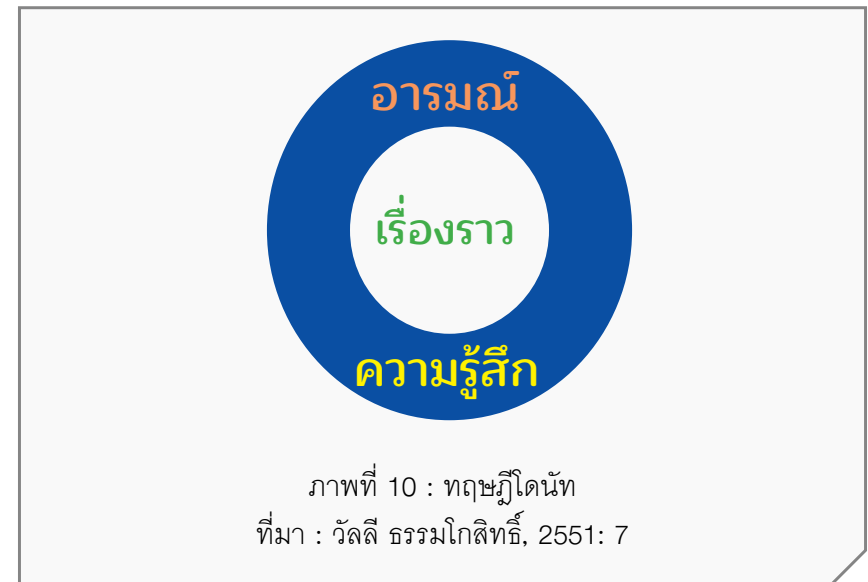 อารมณ์
เรื่องราว
ความรู้สึก
ภาพที่ 10 : ทฤษฎีโดนัท
ที่มา : วัลลี ธรรมโกสิทธิ์, 2551: 7